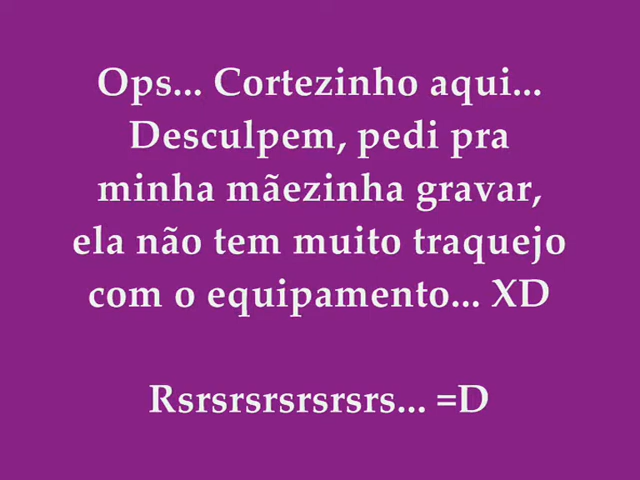 Ops... Cortezinho aqui...
Desculpem, pedi pra
minha mãezinha gravar,
ela não tem muito traquejo
com o equipamento... XD
Rsrsrsrsrsrsrs... =D